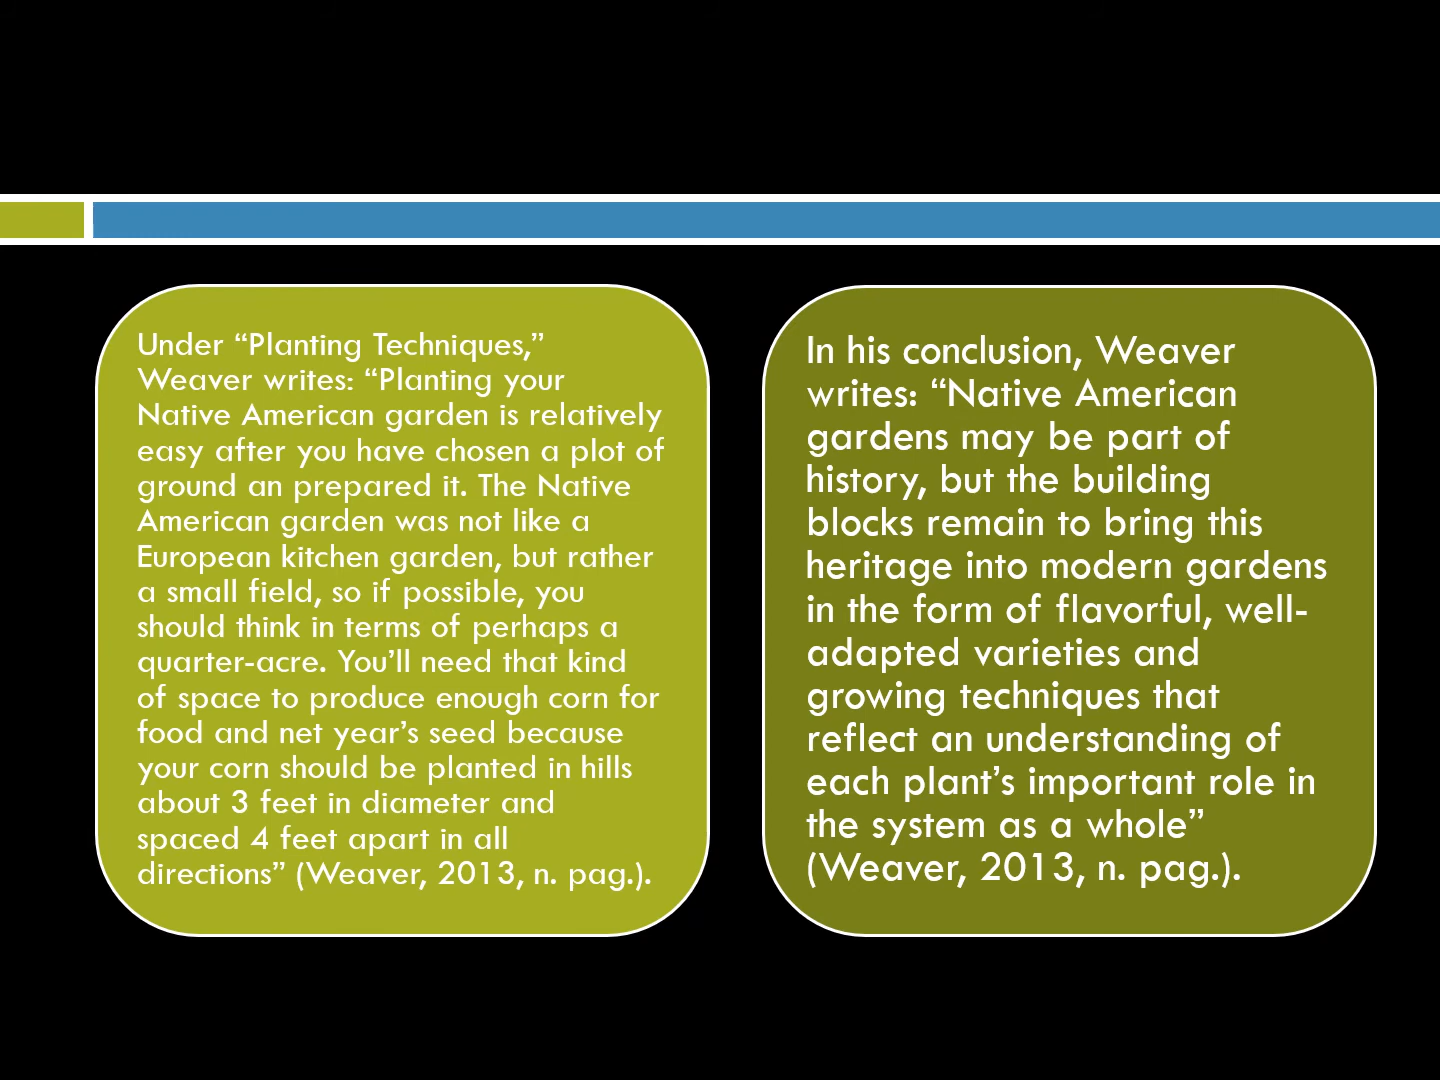 Under “Planting Techniques,”
Weaver writes: “Planting your
Native American garden is relatively
easy after you have chosen a plot of
ground an prepared it. The Native
American garden was not like a
European kitchen garden, but rather
a small field, so if possible, you
should think in terms of perhaps a
quarter-acre. You’ll need that kind
of space to produce enough corn for
food and net year’s seed because
your corn should be planted in hills
about 3 feet in diameter and
spaced 4 feet apart in all
directions” (Weaver, 2013, n. pag.).
In his conclusion, Weaver
writes: “Native American
gardens may be part of
history, but the building
blocks remain to bring this
heritage into modern gardens
in the form of flavorful, well-
adapted varieties and
growing techniques that
reflect an understanding of
each plant’s important role in
the system as a whole”
(Weaver, 2013, n. pag.).